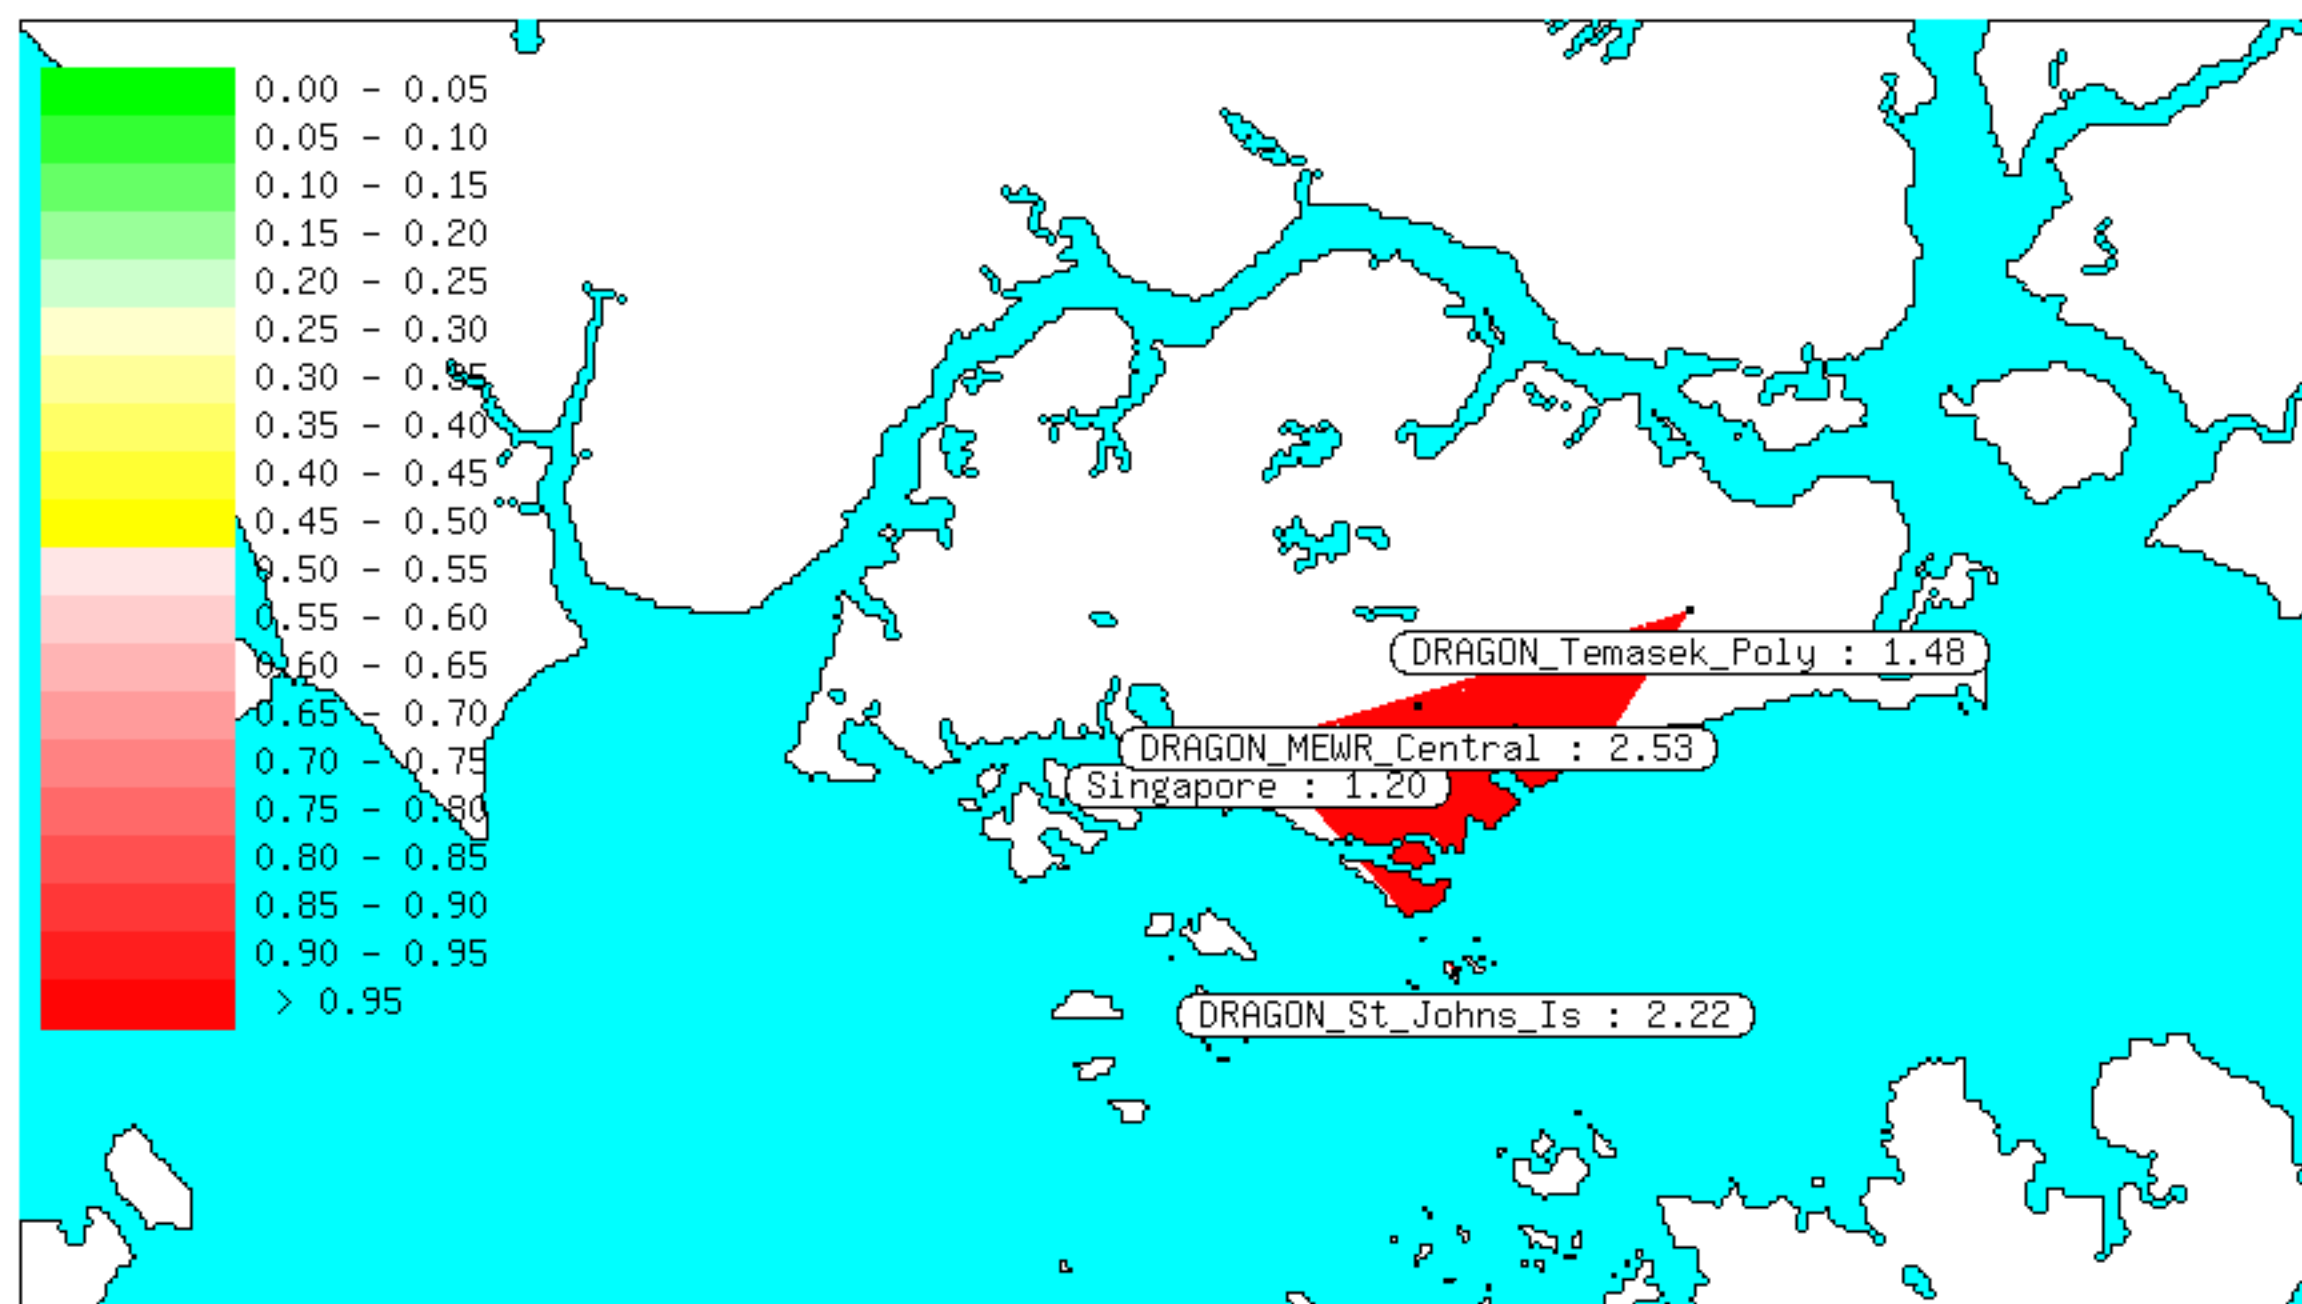 0.00 - 0.05
0.05 - 0.10
0.10 - 0.15
0.15 - 0.20
0.20 - 0.25
0.25 - 0.30
0.30 - 0.35
0.35 - 0.40
0.40 - 0.45
0.45 - 0.50
0.50 - 0.55
0.55 - 0.60
0.60 - 0.65
0.65 - 0.70
0.70 - 0.75
0.75 - 0.80
0.80 - 0.85
0.85 - 0.90
0.90 - 0.95
> 0.95
DRAGON_Temasek_Poly : 1.48
DRAGON_MEWR_Central : 2.53
Singapore : 1.20
DRAGON_St_Johns_Is : 2.22